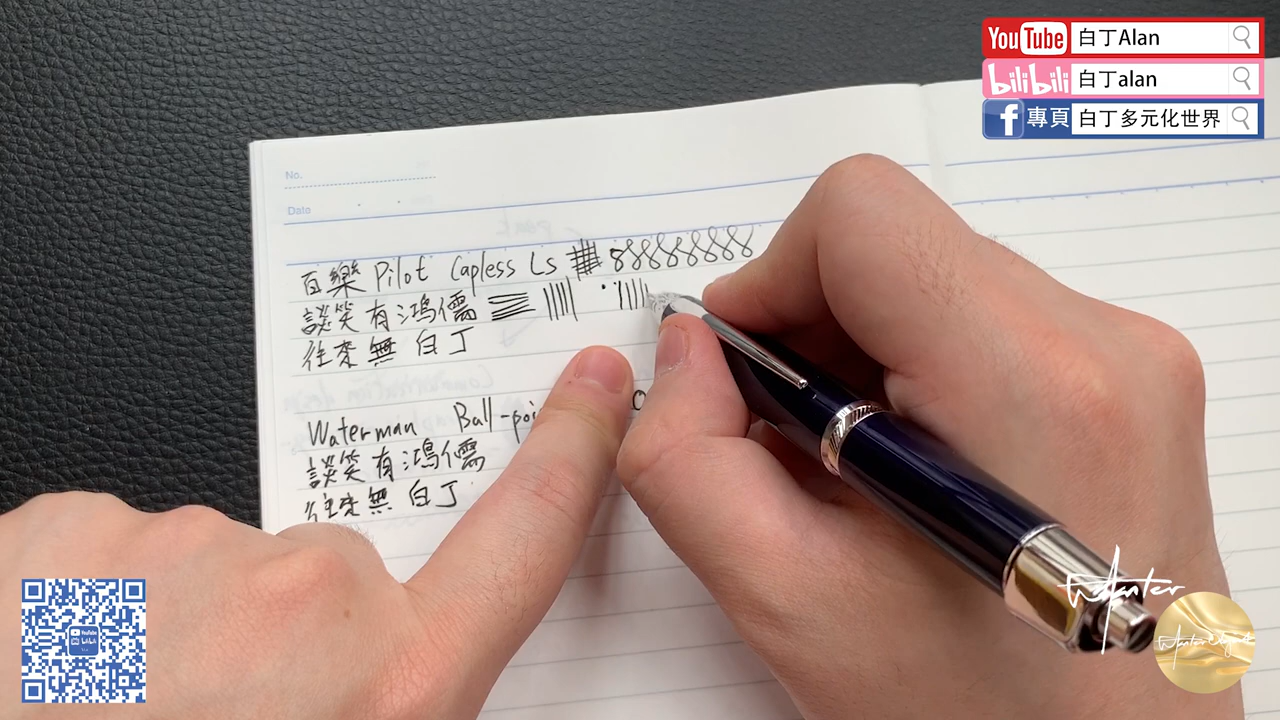 YouTube 白丁Alan
bilibili 白丁alan
f 專頁 白丁多元化世界
No.
Date
百樂 Pilot Capless Ls # 88888888
談笑有鴻儒
往來無白丁
Waterman Ball-poi
談笑有鴻儒
往來無白丁